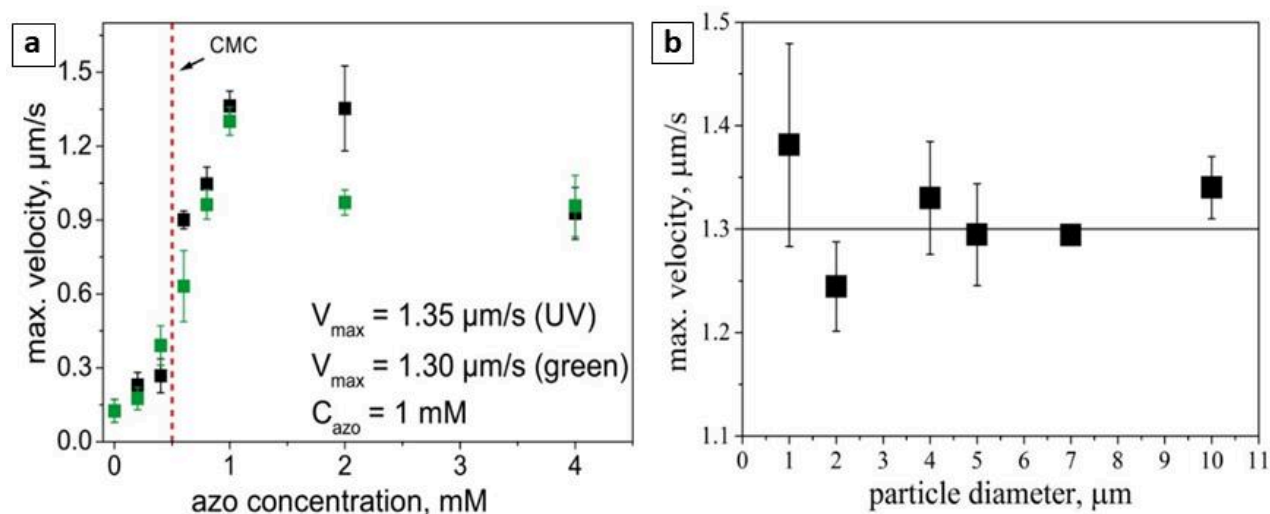 a
CMC
max. velocity, μm/s
1.5
1.2
0.9
0.6
0.3
0.0
V_max = 1.35 μm/s (UV)
V_max = 1.30 μm/s (green)
C_azo = 1 mM
0 1 2 3 4
azo concentration, mM
b
max. velocity, μm/s
1.5
1.4
1.3
1.2
1.1
0 1 2 3 4 5 6 7 8 9 10 11
particle diameter, μm